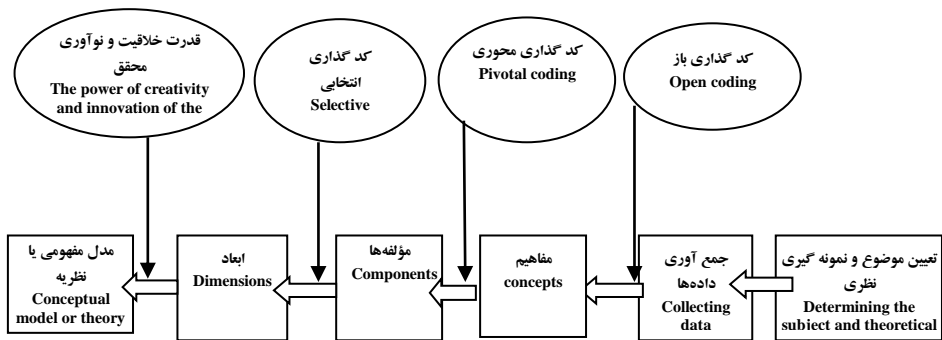 قدرت خلاقیت و نوآوری
محقق
The power of creativity
and innovation of the
کد گذاری
انتخابی
Selective
کد گذاری محوری
Pivotal coding
کد گذاری باز
Open coding
مدل مفهومی یا
نظریه
Conceptual
model or theory
ابعاد
Dimensions
مؤلفه‌ها
Components
مفاهیم
concepts
جمع آوری
داده‌ها
Collecting
data
تعیین موضوع و نمونه گیری
نظری
Determining the
subject and theoretical